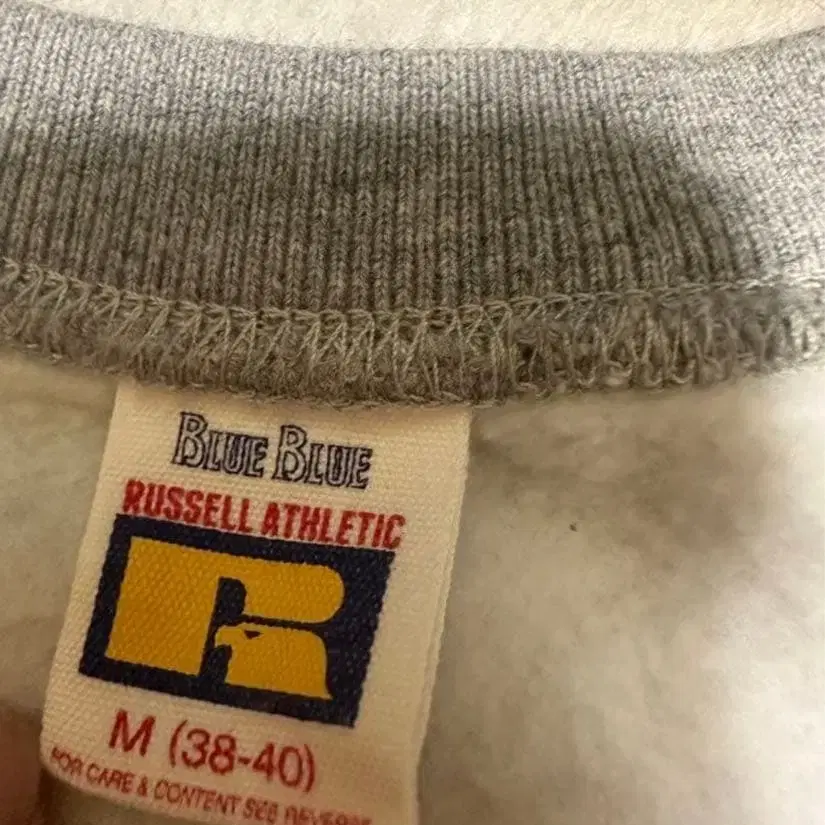 BLUE BLUE
RUSSELL ATHLETIC
R
M (38-40)
FOR CARE & CONTENT SEE REVERSE